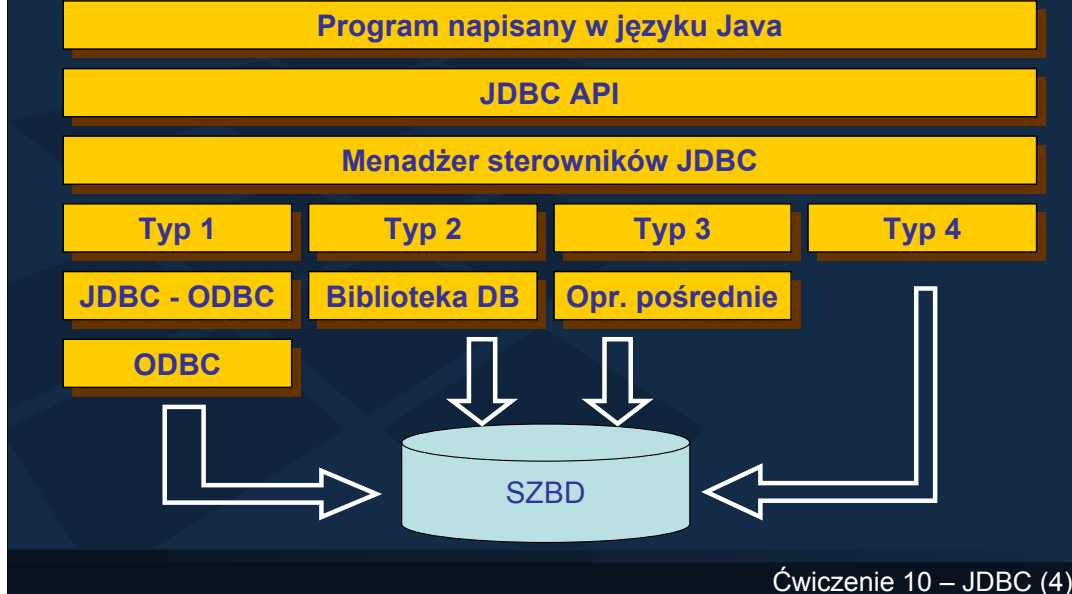 Program napisany w języku Java
JDBC API
Menadżer sterowników JDBC
Typ 1
Typ 2
Typ 3
Typ 4
JDBC - ODBC
Biblioteka DB
Opr. pośrednie
ODBC
SZBD
Ćwiczenie 10 – JDBC (4)